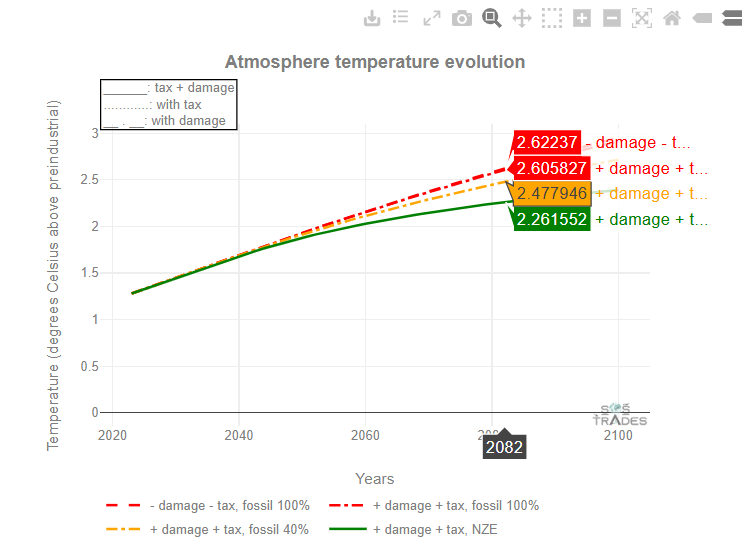 Atmosphere temperature evolution
______: tax + damage
............: with tax
__ . __: with damage
Temperature (degrees Celsius above preindustrial)
3
2.5
2
1.5
1
0.5
0
2.62237 - damage - t...
2.605827 + damage + t...
2.477946 + damage + t...
2.261552 + damage + t...
SOS
TRADES
2020 2040 2060 2100
2082
Years
- damage - tax, fossil 100% + damage + tax, fossil 100%
+ damage + tax, fossil 40% + damage + tax, NZE